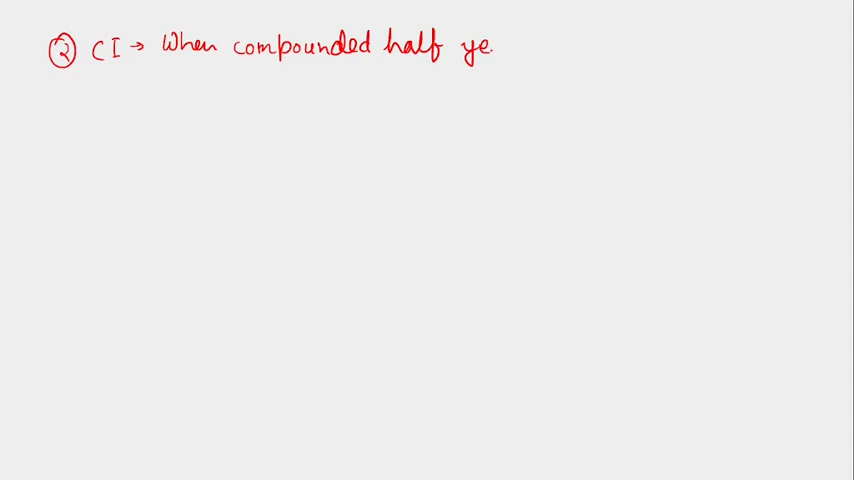 ② CI → When compounded half ye.